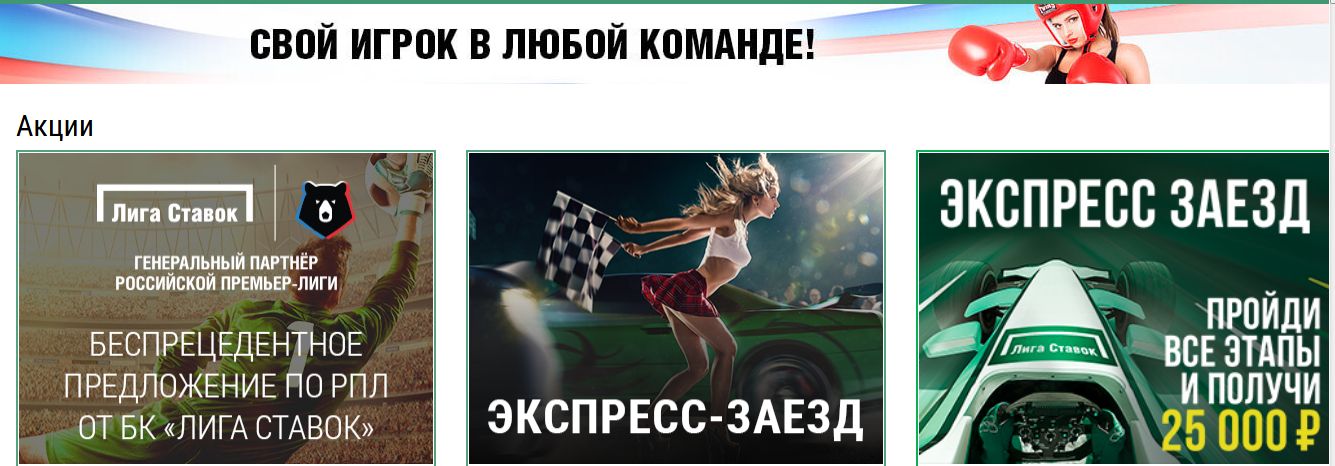 СВОЙ ИГРОК В ЛЮБОЙ КОМАНДЕ!
Акции
Лига Ставок
ГЕНЕРАЛЬНЫЙ ПАРТНЁР
РОССИЙСКОЙ ПРЕМЬЕР-ЛИГИ
БЕСПРЕЦЕДЕНТНОЕ
ПРЕДЛОЖЕНИЕ ПО РПЛ
ОТ БК «ЛИГА СТАВОК»
ЭКСПРЕСС-ЗАЕЗД
ЭКСПРЕСС ЗАЕЗД
ПРОЙДИ
ВСЕ ЭТАПЫ
И ПОЛУЧИ
25 000 ₽
Лига Ставок